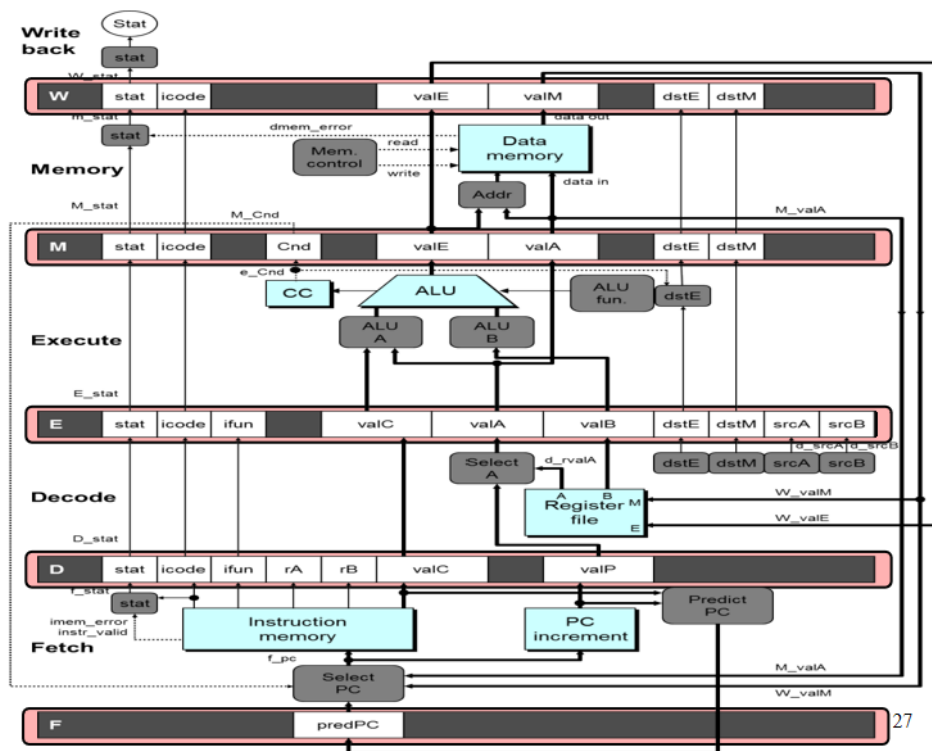 Stat
Write
back
stat
W_stat
W stat icode valE valM dstE dstM
m_stat
data out
stat
dmem_error
read
Mem.
control
write
Data
memory
Memory
Addr
data in
M_stat
M_Cnd
M_valA
M stat icode Cnd valE valA dstE dstM
e_Cnd
CC
ALU
ALU
fun.
dstE
ALU
A
ALU
B
Execute
E_stat
E stat icode ifun valC valA valB dstE dstM srcA srcB
d_srcA d_srcB
Select
A
d_rvalA
dstE dstM srcA srcB
Decode
A B M
Register
file
E
W_valM
W_valE
D_stat
D stat icode ifun rA rB valC valP
f_stat
stat
imem_error
instr_valid
Instruction
memory
PC
increment
Predict
PC
Fetch
f_pc
Select
PC
M_valA
W_valM
F predPC
27